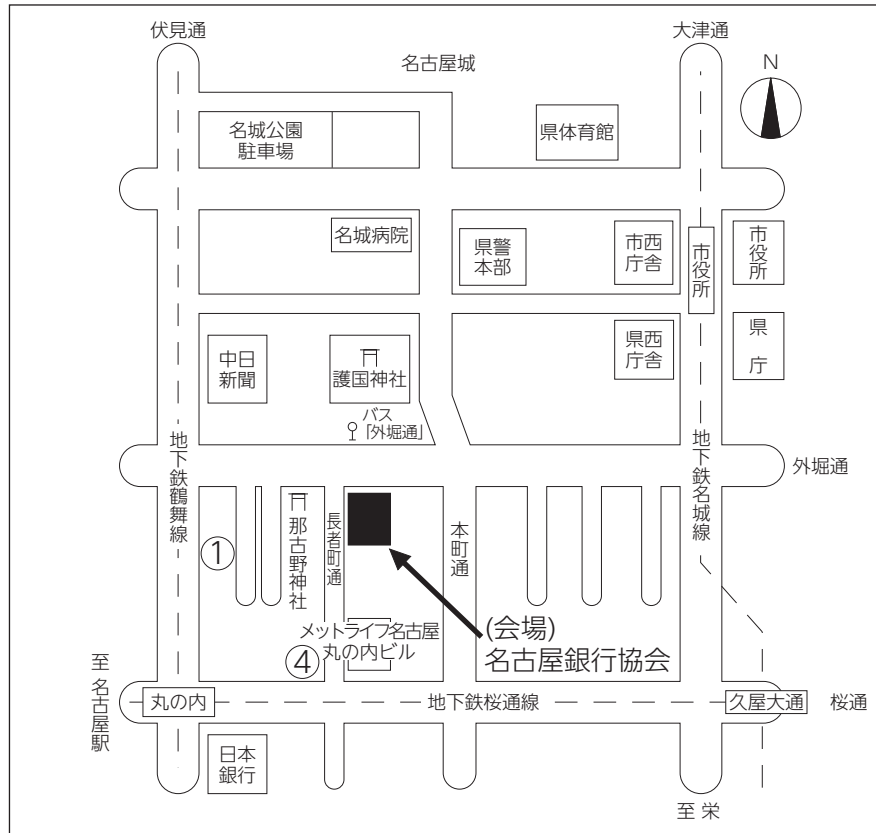 伏見通
大津通
名古屋城
N
名城公園
駐車場
県体育館
名城病院
県警
本部
市西
庁舎
市役所
市役所
中日
新聞
護国神社
県西
庁舎
県庁
バス
「外堀通」
地下鉄鶴舞線
地下鉄名城線
外堀通
①
那古野神社
長者町通
本町通
(会場)
名古屋銀行協会
メットライフ名古屋
丸の内ビル
④
至名古屋駅
丸の内
地下鉄桜通線
久屋大通
桜通
日本
銀行
至 栄